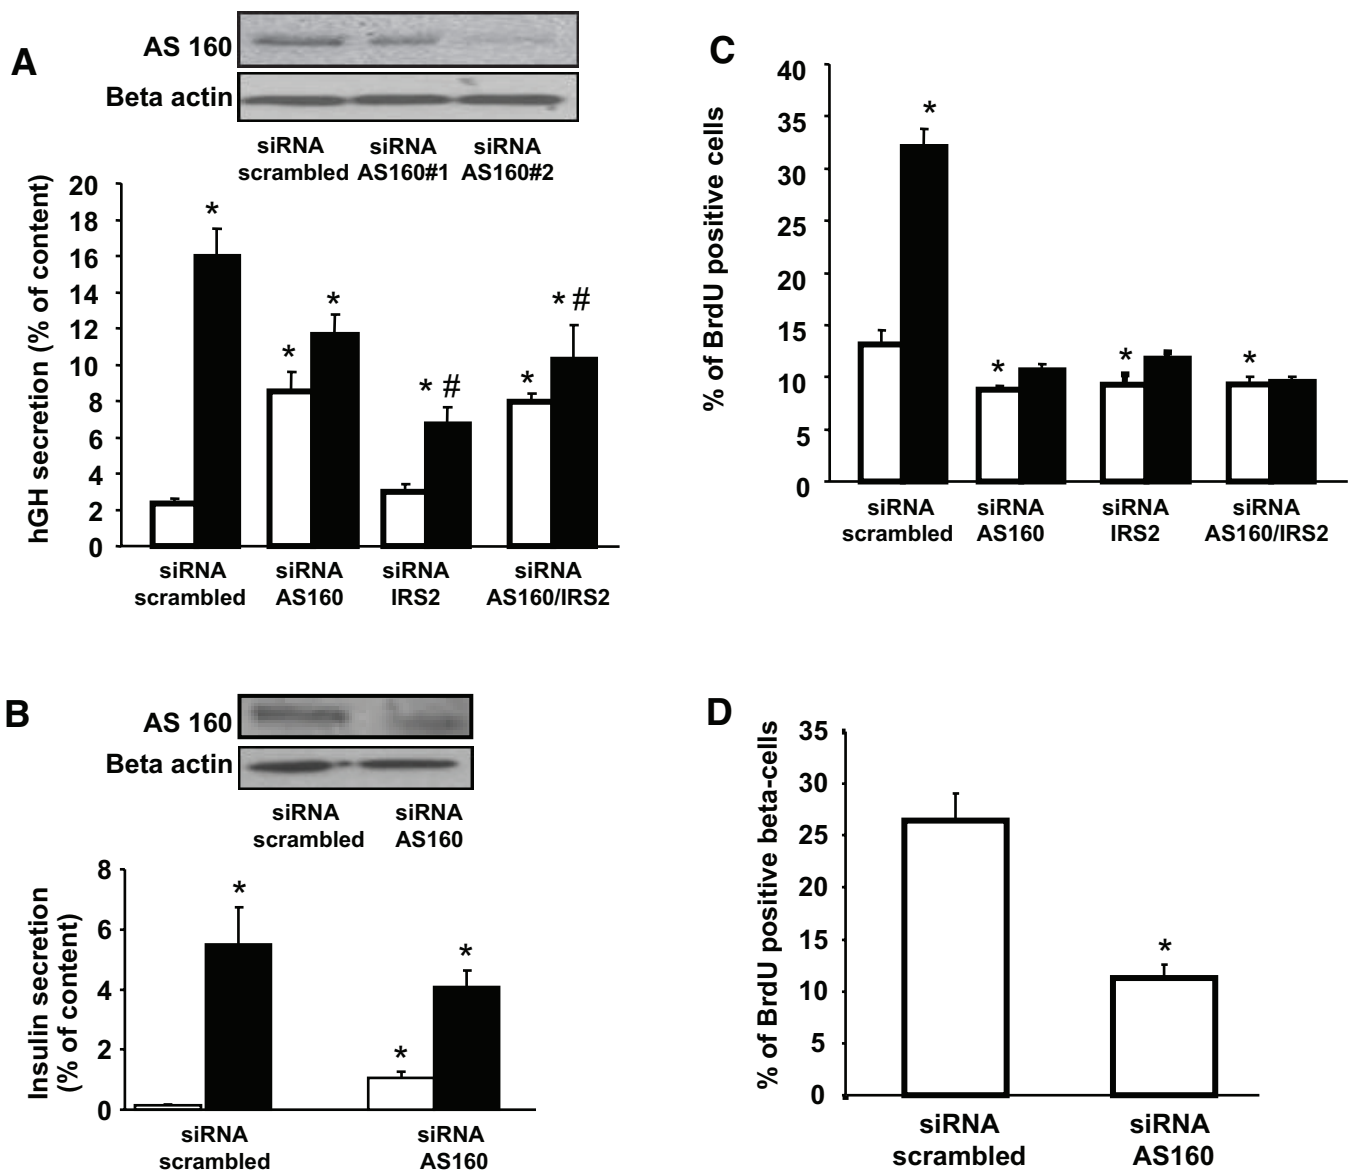 A
AS 160
Beta actin
siRNA scrambled
siRNA AS160#1
siRNA AS160#2
hGH secretion (% of content)
20
18
16
14
12
10
8
6
4
2
0
*
*
*
* #
*
* #
siRNA scrambled
siRNA AS160
siRNA IRS2
siRNA AS160/IRS2
B
AS 160
Beta actin
siRNA scrambled
siRNA AS160
Insulin secretion
(% of content)
8
6
4
2
0
*
*
*
siRNA scrambled
siRNA AS160
C
% of BrdU positive cells
40
35
30
25
20
15
10
5
0
*
*
*
*
siRNA scrambled
siRNA AS160
siRNA IRS2
siRNA AS160/IRS2
D
% of BrdU positive beta-cells
35
30
25
20
15
10
5
0
*
siRNA scrambled
siRNA AS160